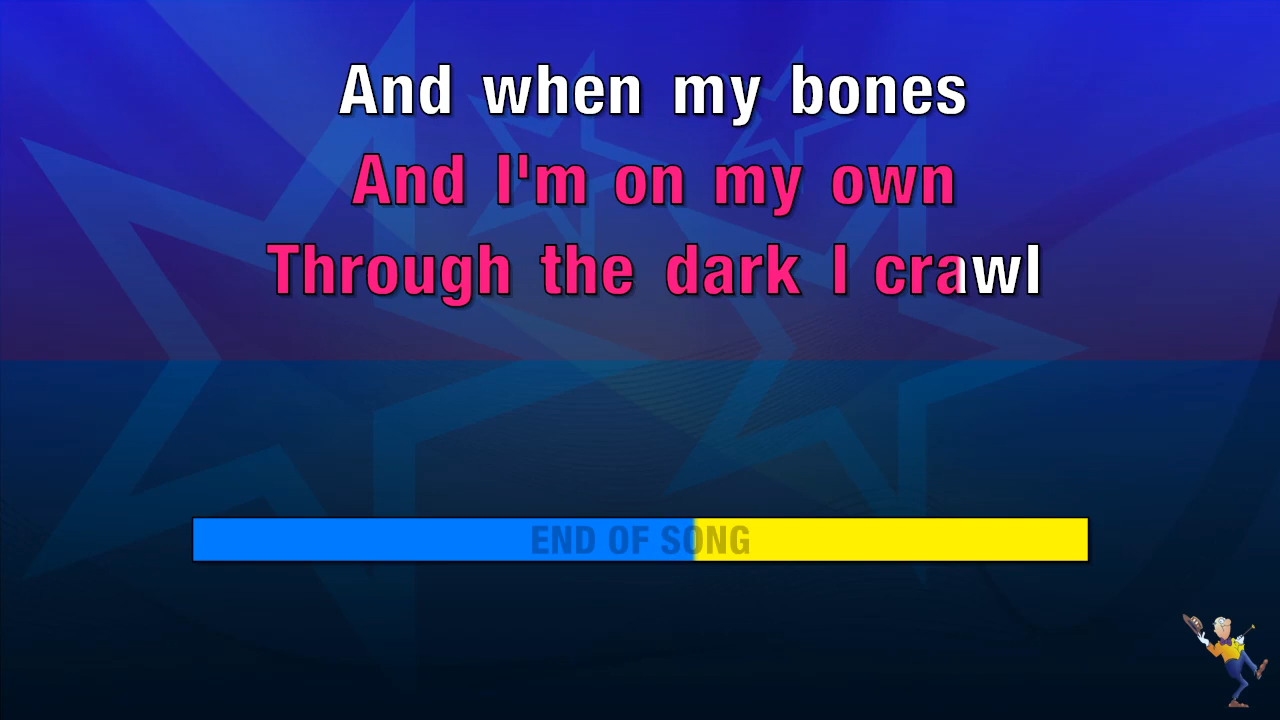 And when my bones
And I'm on my own
Through the dark I crawl
END OF SONG